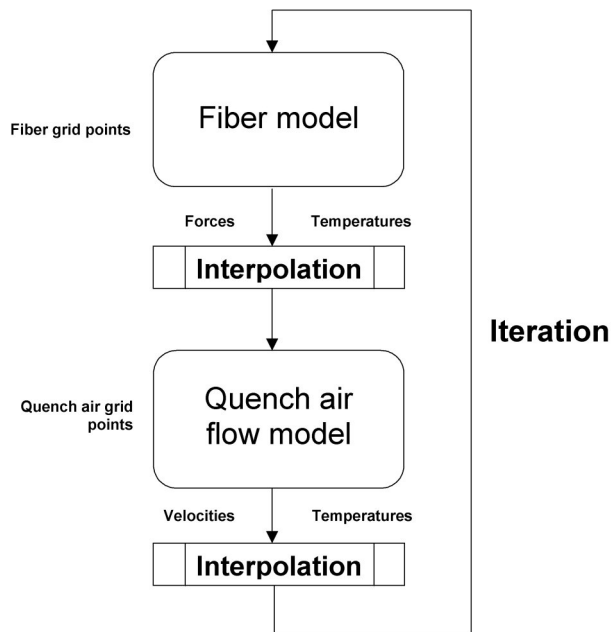 Fiber model
Fiber grid points
Forces Temperatures
Interpolation
Iteration
Quench air grid
points
Quench air
flow model
Velocities Temperatures
Interpolation